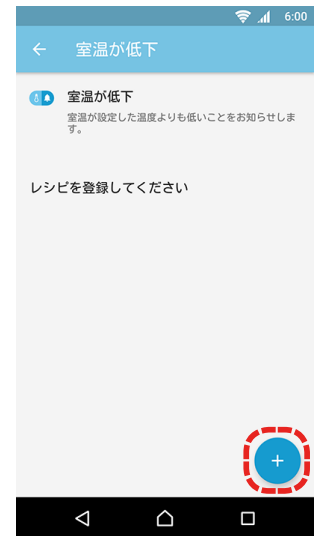 6:00
室温が低下
室温が低下
室温が設定した温度よりも低いことをお知らせしま
す。
レシピを登録してください
+